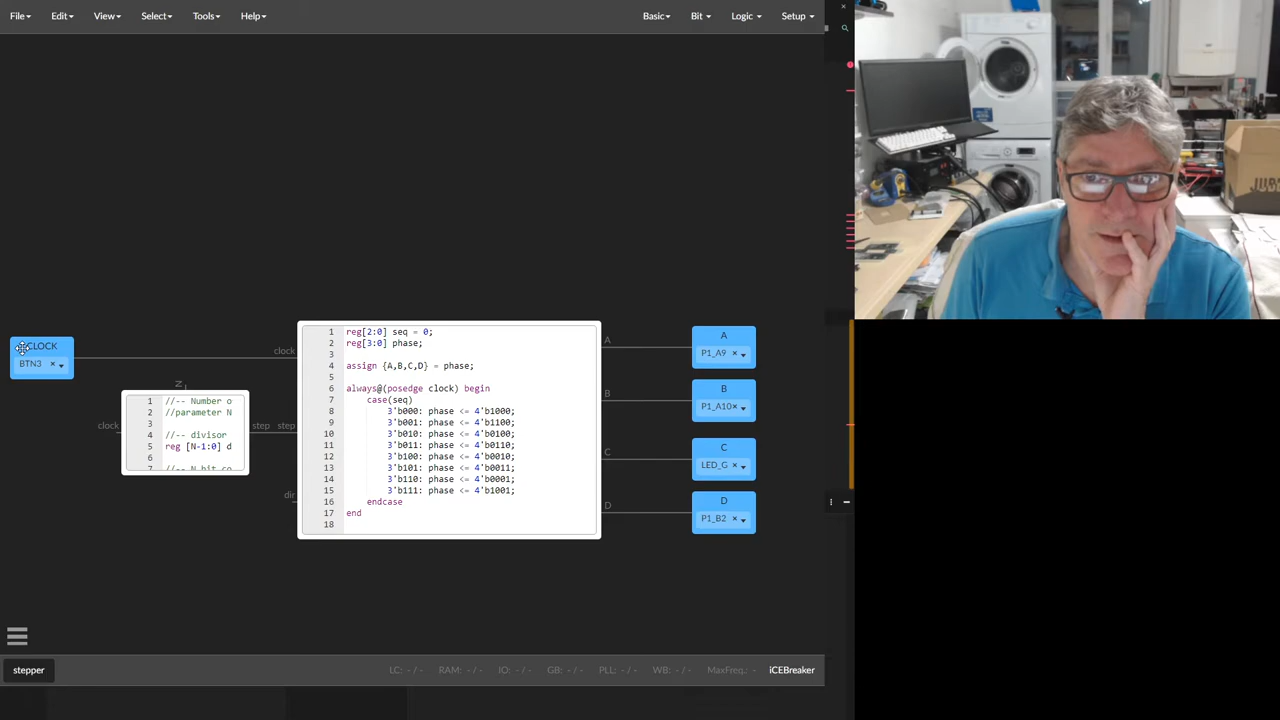 File Edit View Select Tools Help Basic Bit Logic Setup
CLOCK
BTN3
clock
N
clock
1 //-- Number o
2 //parameter N
3
4 //-- divisor
5 reg [N-1:0] d
6
7 //-- N bit co
step step
dir
1 reg[2:0] seq = 0;
2 reg[3:0] phase;
3
4 assign {A,B,C,D} = phase;
5
6 always@(posedge clock) begin
7 case(seq)
8 3'b000: phase <= 4'b1000;
9 3'b001: phase <= 4'b1100;
10 3'b010: phase <= 4'b0100;
11 3'b011: phase <= 4'b0110;
12 3'b100: phase <= 4'b0010;
13 3'b101: phase <= 4'b0011;
14 3'b110: phase <= 4'b0001;
15 3'b111: phase <= 4'b1001;
16 endcase
17 end
18
A
B
C
D
A
P1_A9
B
P1_A10
C
LED_G
D
P1_B2
stepper LC: - / - RAM: - / - IO: - / - GB: - / - PLL: - / - WB: - / - MaxFreq.: - iCEBreaker